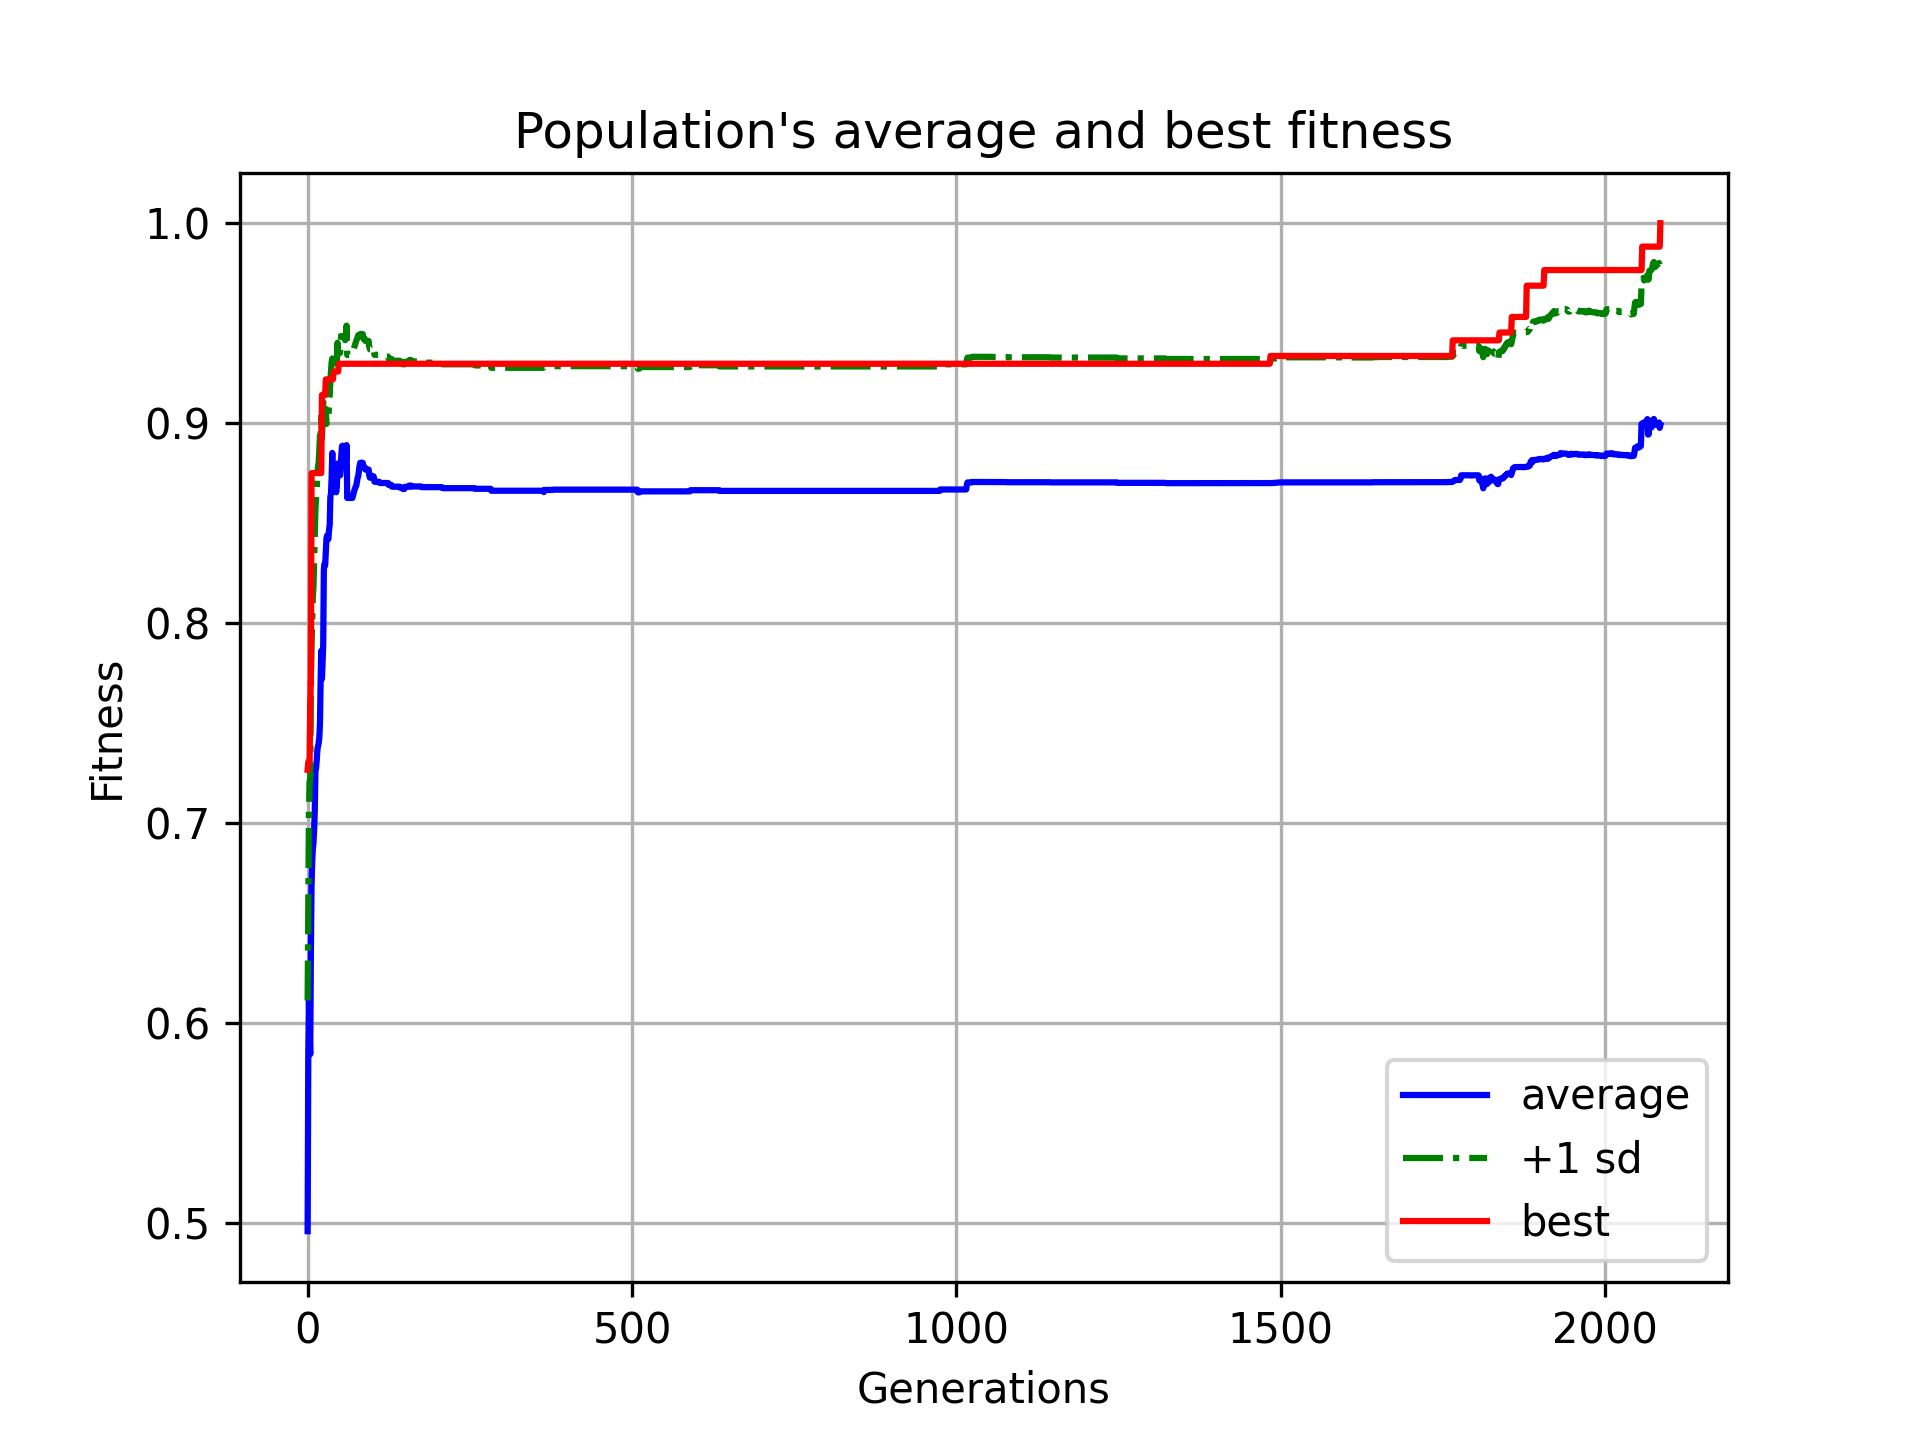 Population's average and best fitness
1.0
0.9
0.8
0.7
0.6
0.5
Fitness
average
+1 sd
best
0 500 1000 1500 2000
Generations